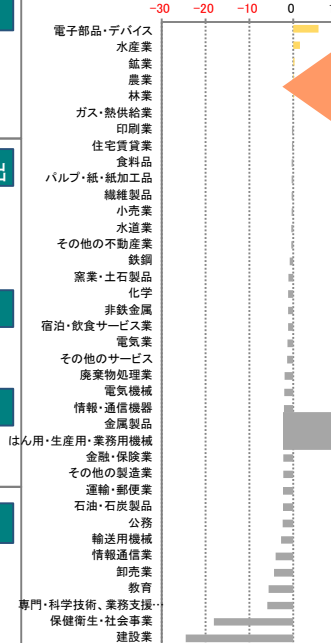 -30 -20 -10 0
電子部品・デバイス
水産業
鉱業
農業
林業
ガス・熱供給業
印刷業
住宅賃貸業
食料品
出
パルプ・紙・紙加工品
繊維製品
小売業
水道業
その他の不動産業
鉄鋼
窯業・土石製品
化学
非鉄金属
宿泊・飲食サービス業
電気業
その他のサービス
廃棄物処理業
電気機械
情報・通信機器
金属製品
はん用・生産用・業務用機械
金融・保険業
その他の製造業
運輸・郵便業
石油・石炭製品
公務
輸送用機械
情報通信業
卸売業
教育
専門・科学技術、業務支援…
保健衛生・社会事業
建設業